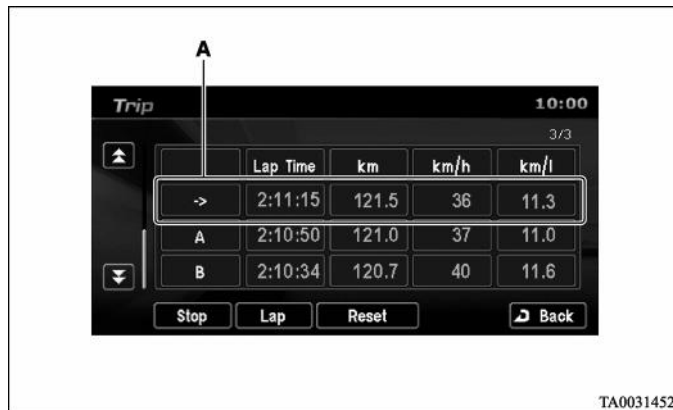 A
Trip 10:00
3/3
Lap Time km km/h km/l
-> 2:11:15 121.5 36 11.3
A 2:10:50 121.0 37 11.0
B 2:10:34 120.7 40 11.6
Stop Lap Reset Back
TA0031452